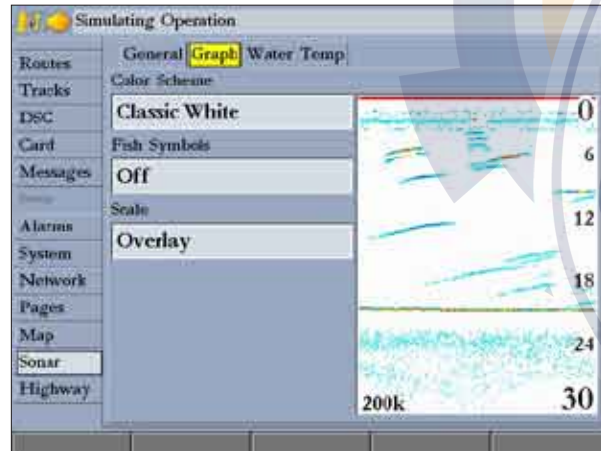 Simulating Operation
General Graph Water Temp
Routes
Tracks
DSC
Card
Messages
Alarms
System
Network
Pages
Map
Sonar
Highway
Color Scheme
Classic White
Fish Symbols
Off
Scale
Overlay
0
6
12
18
24
30
200k